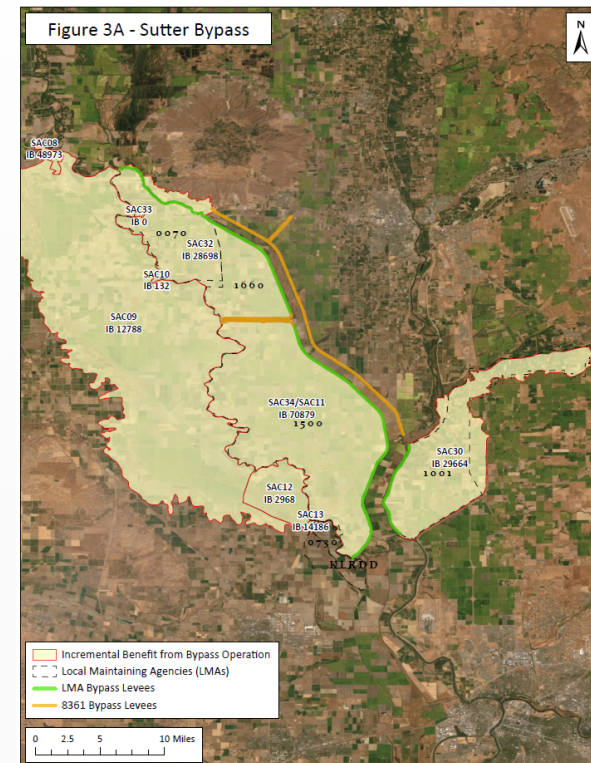 Figure 3A - Sutter Bypass
N
SAC08
IB 48973
SAC33
IB 0
0070
SAC32
IB 28698
SAC10
IB 132
1660
SAC09
IB 12788
SAC34/SAC11
IB 70879
1500
SAC30
IB 29664
1001
SAC12
IB 2968
SAC13
IB 14186
0730
KLRDD
Incremental Benefit from Bypass Operation
Local Maintaining Agencies (LMAs)
LMA Bypass Levees
8361 Bypass Levees
0 2.5 5 10 Miles